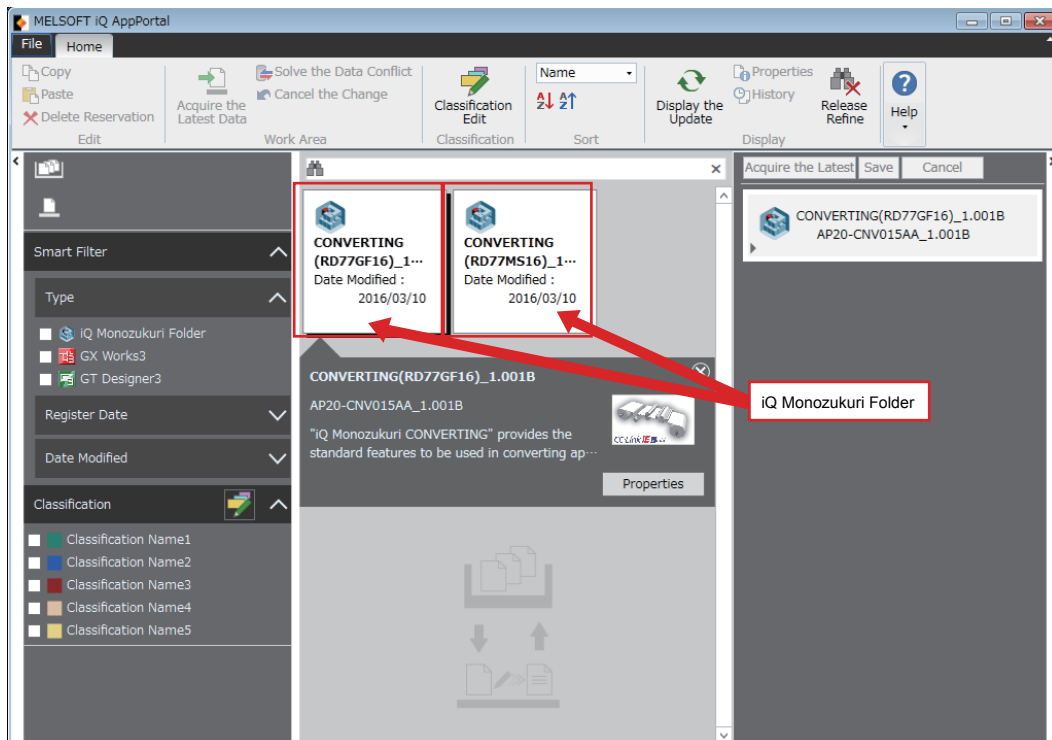 MELSOFT iQ AppPortal
File
Home
Copy
Paste
Delete Reservation
Edit
Acquire the
Latest Data
Solve the Data Conflict
Cancel the Change
Work Area
Classification
Edit
Classification
Name
Sort
Display the
Update
Properties
History
Release
Refine
Display
Help
Smart Filter
Type
iQ Monozukuri Folder
GX Works3
GT Designer3
Register Date
Date Modified
Classification
Classification Name1
Classification Name2
Classification Name3
Classification Name4
Classification Name5
CONVERTING
(RD77GF16)_1···
Date Modified :
2016/03/10
CONVERTING
(RD77MS16)_1···
Date Modified :
2016/03/10
CONVERTING(RD77GF16)_1.001B
AP20-CNV015AA_1.001B
"iQ Monozukuri CONVERTING" provides the
standard features to be used in converting ap···
CC-Link IE
Properties
Acquire the Latest
Save
Cancel
CONVERTING(RD77GF16)_1.001B
AP20-CNV015AA_1.001B
iQ Monozukuri Folder